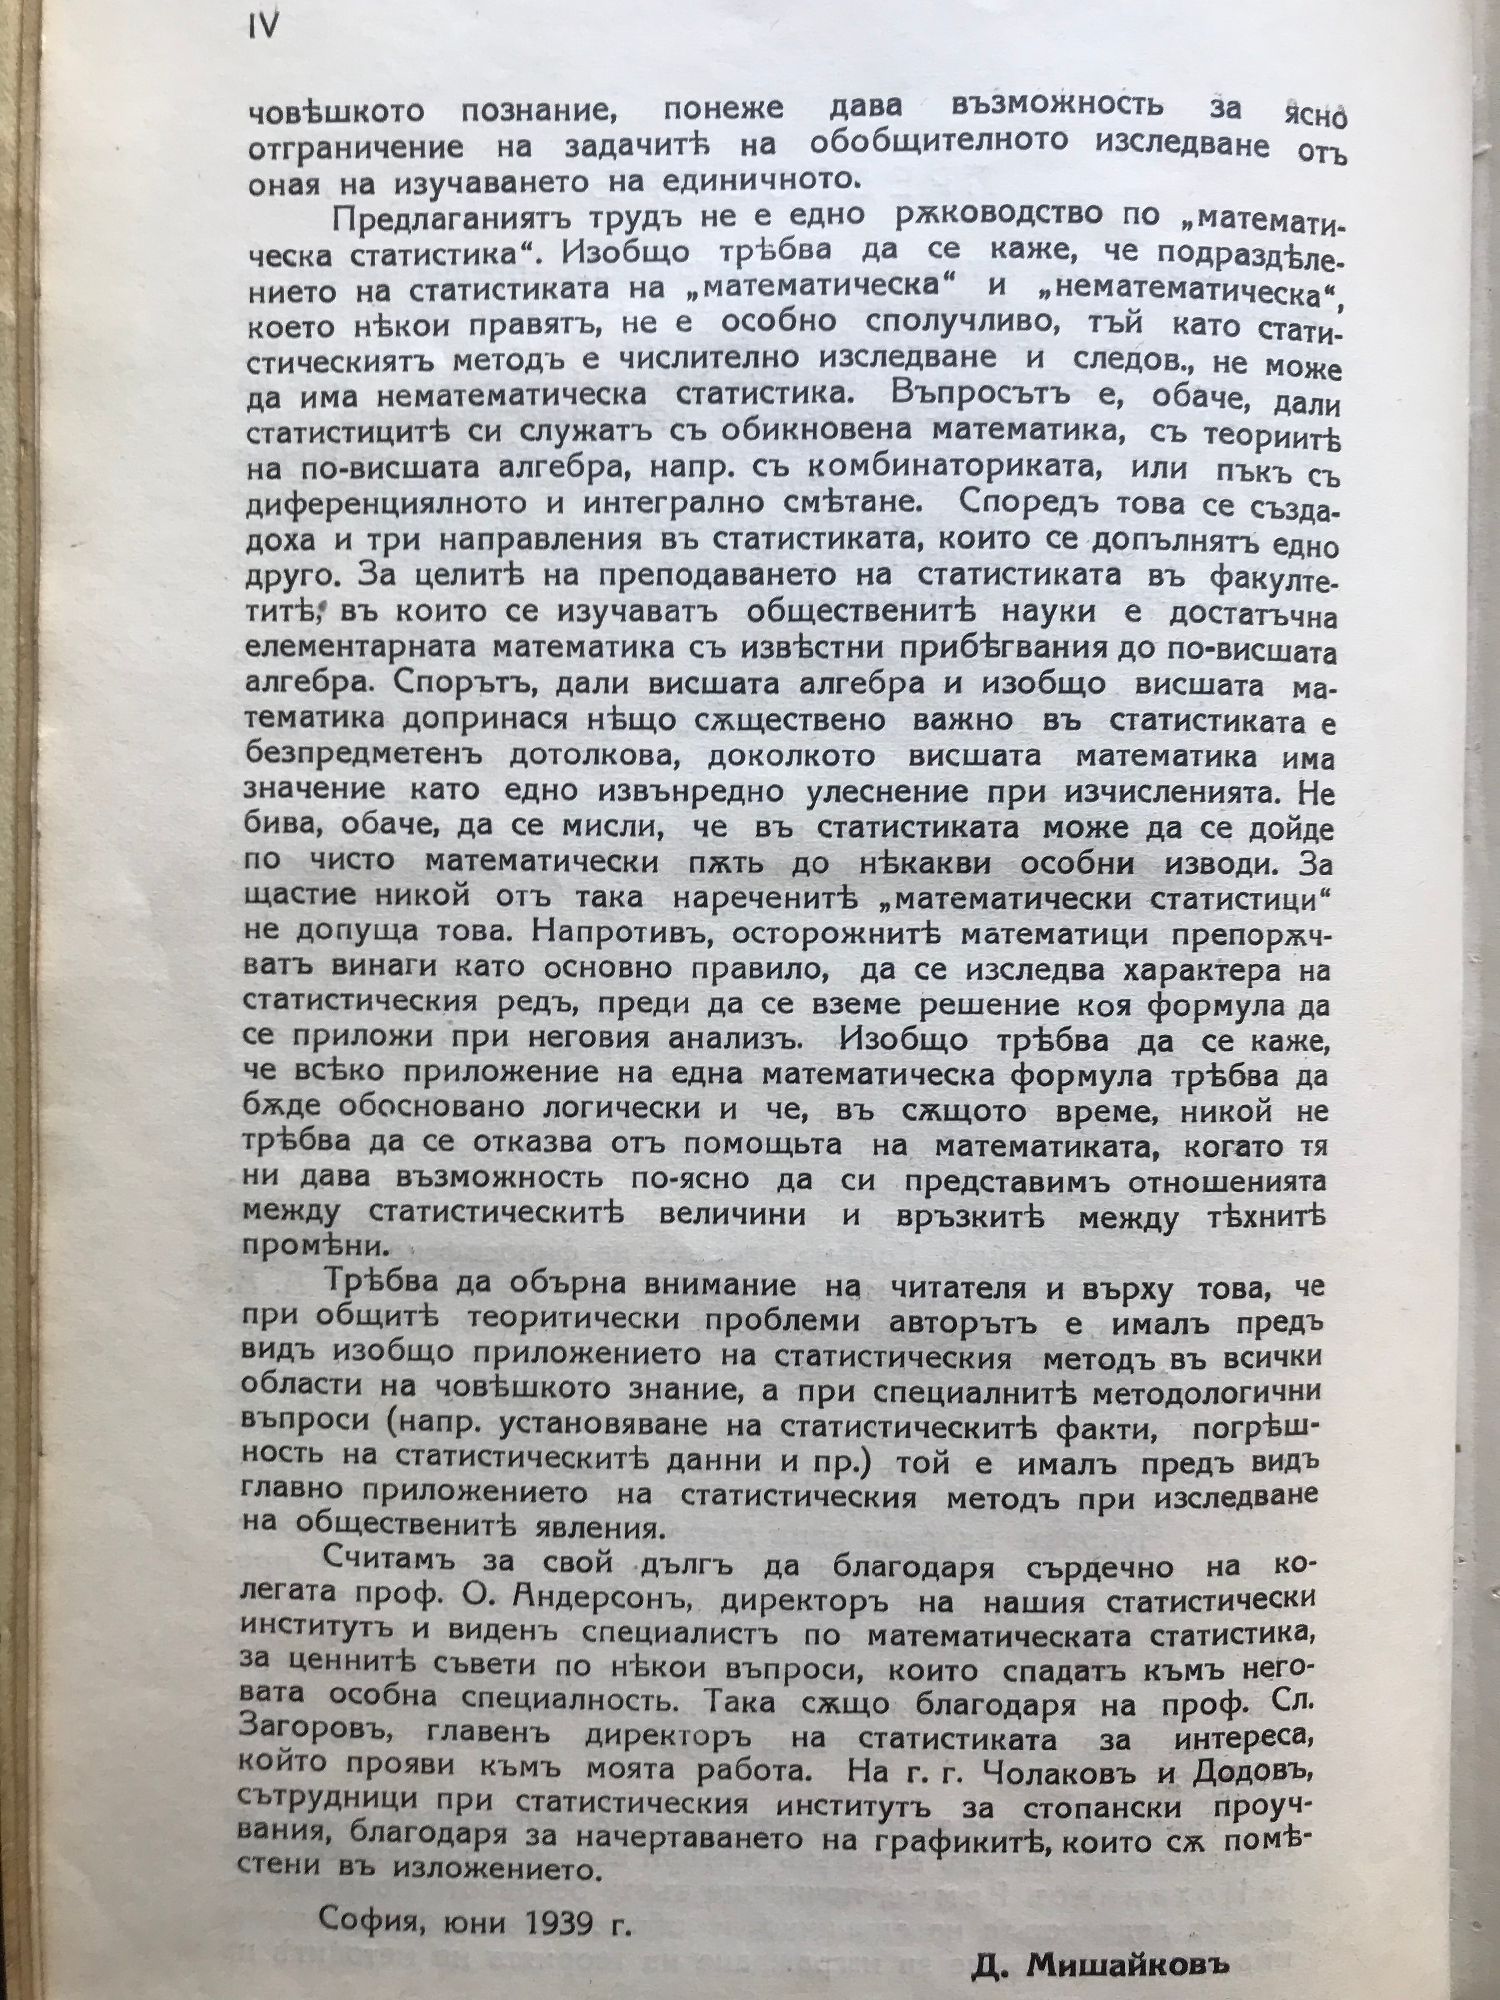 IV
човѣшкото познание, понеже дава възможность за ясно
отграничение на задачитѣ на обобщителното изследване отъ
оная на изучаването на единичното.
Предлаганиятъ трудъ не е едно рѫководство по „математи-
ческа статистика“. Изобщо трѣбва да се каже, че подраздѣле-
нието на статистиката на „математическа“ и „нематематическа“,
което нѣкои правятъ, не е особно сполучливо, тъй като стати-
стическиятъ методъ е числително изследване и следов., не може
да има нематематическа статистика. Въпросътъ е, обаче, дали
статистицитѣ си служатъ съ обикновена математика, съ теориитѣ
на по-висшата алгебра, напр. съ комбинаториката, или пъкъ съ
диференциялното и интегрално смѣтане. Споредъ това се създа-
доха и три направления въ статистиката, които се допълнятъ едно
друго. За целитѣ на преподаването на статистиката въ факулте-
титѣ, въ които се изучаватъ общественитѣ науки е достатъчна
елементарната математика съ извѣстни прибѣгвания до по-висшата
алгебра. Спорътъ, дали висшата алгебра и изобщо висшата ма-
тематика допринася нѣщо сѫществено важно въ статистиката е
безпредметенъ дотолкова, доколкото висшата математика има
значение като едно извънредно улеснение при изчисленията. Не
бива, обаче, да се мисли, че въ статистиката може да се дойде
по чисто математически пѫть до нѣкакви особни изводи. За
щастие никой отъ така нареченитѣ „математически статистици“
не допуща това. Напротивъ, осторожнитѣ математици препорѫч-
ватъ винаги като основно правило, да се изследва характера на
статистическия редъ, преди да се вземе решение коя формула да
се приложи при неговия анализъ. Изобщо трѣбва да се каже,
че всѣко приложение на една математическа формула трѣбва да
бѫде обосновано логически и че, въ сѫщото време, никой не
трѣбва да се отказва отъ помощьта на математиката, когато тя
ни дава възможность по-ясно да си представимъ отношенията
между статистическитѣ величини и връзкитѣ между тѣхнитѣ
промѣни.
Трѣбва да обърна внимание на читателя и върху това, че
при общитѣ теоритически проблеми авторътъ е ималъ предъ
видъ изобщо приложението на статистическия методъ въ всички
области на човѣшкото знание, а при специалнитѣ методологични
въпроси (напр. установяване на статистическитѣ факти, погрѣш-
ность на статистическитѣ данни и пр.) той е ималъ предъ видъ
главно приложението на статистическия методъ при изследване
на общественитѣ явления.
Считамъ за свой дългъ да благодаря сърдечно на ко-
легата проф. О. Андерсонъ, директоръ на нашия статистически
институтъ и виденъ специалистъ по математическата статистика,
за ценнитѣ съвети по нѣкои въпроси, които спадатъ къмъ него-
вата особна специалность. Така сѫщо благодаря на проф. Сл.
Загоровъ, главенъ директоръ на статистиката за интереса,
който прояви къмъ моята работа. На г. г. Чолаковъ и Додовъ,
сътрудници при статистическия институтъ за стопански проуч-
вания, благодаря за начертаването на графикитѣ, които сѫ помѣ-
стени въ изложението.
София, юни 1939 г.
Д. Мишайковъ